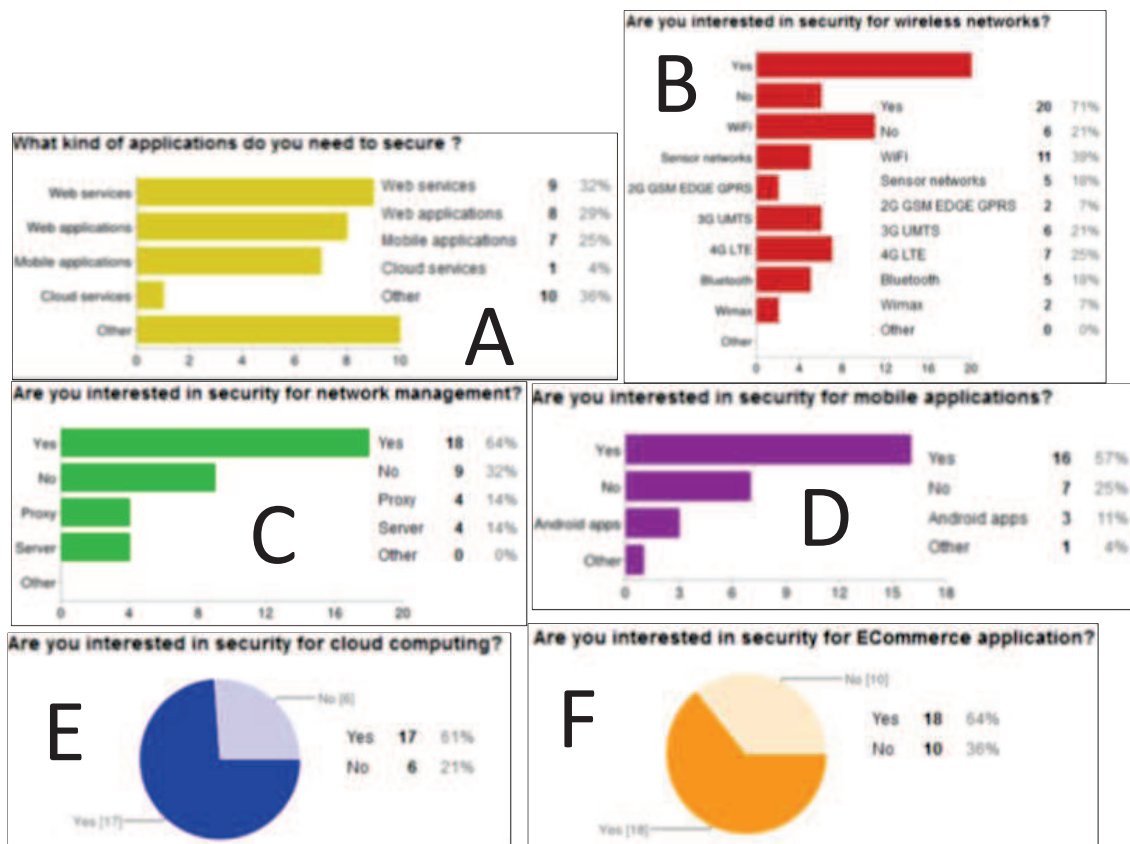 Are you interested in security for wireless networks?
B
Yes
No
WiFi
Sensor networks
2G GSM EDGE GPRS
3G UMTS
4G LTE
Bluetooth
Wimax
Other
0 4 8 12 16 20
Yes 20 71%
No 6 21%
WiFi 11 39%
Sensor networks 5 18%
2G GSM EDGE GPRS 2 7%
3G UMTS 6 21%
4G LTE 7 25%
Bluetooth 5 18%
Wimax 2 7%
Other 0 0%
What kind of applications do you need to secure ?
Web services
Web applications
Mobile applications
Cloud services
Other
0 2 4 6 8 10
Web services 9 32%
Web applications 8 29%
Mobile applications 7 25%
Cloud services 1 4%
Other 10 36%
A
Are you interested in security for network management?
Yes
No
Proxy
Server
Other
0 4 8 12 16 20
Yes 18 64%
No 9 32%
Proxy 4 14%
Server 4 14%
Other 0 0%
C
Are you interested in security for mobile applications?
Yes
No
Android apps
Other
0 3 6 9 12 15 18
Yes 16 57%
No 7 25%
Android apps 3 11%
Other 1 4%
D
Are you interested in security for cloud computing?
E
No [6]
Yes [17]
Yes 17 61%
No 6 21%
Are you interested in security for ECommerce application?
F
No [10]
Yes [18]
Yes 18 64%
No 10 36%